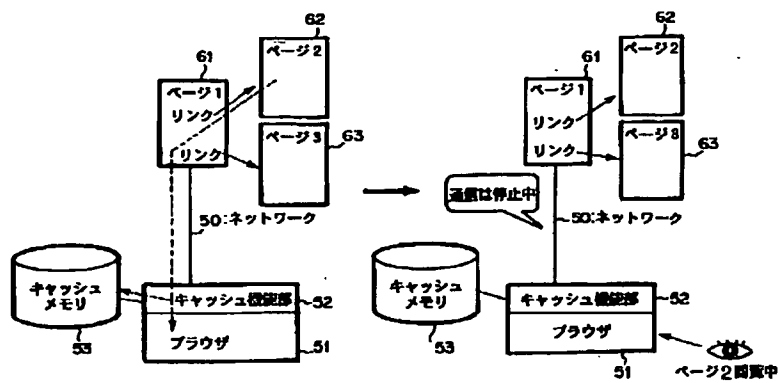 62
ページ2
61
ページ1
リンク
リンク
ページ3
63
50:ネットワーク
キャッシュ
メモリ
53
キャッシュ機能部
52
ブラウザ
51
62
ページ2
61
ページ1
リンク
リンク
ページ3
63
通信は停止中
50:ネットワーク
キャッシュ
メモリ
53
キャッシュ機能部
52
ブラウザ
51
ページ2閲覧中